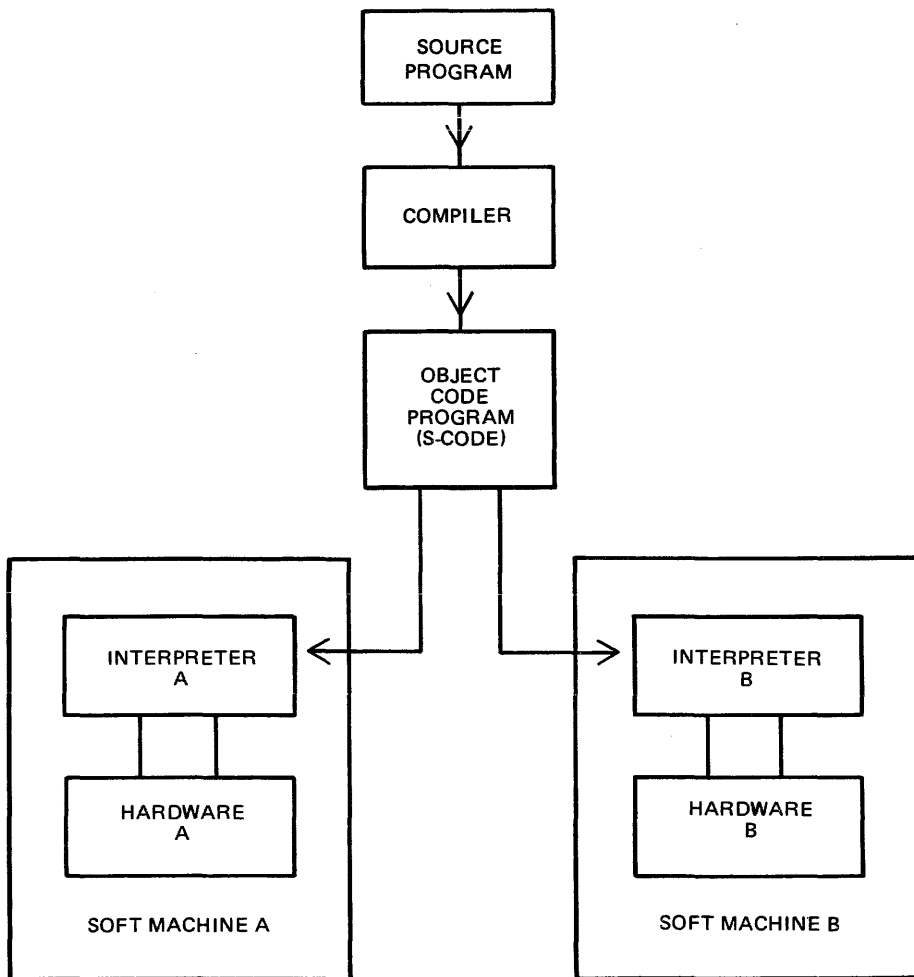 SOURCE
PROGRAM
COMPILER
OBJECT
CODE
PROGRAM
(S-CODE)
INTERPRETER
A
HARDWARE
A
SOFT MACHINE A
INTERPRETER
B
HARDWARE
B
SOFT MACHINE B